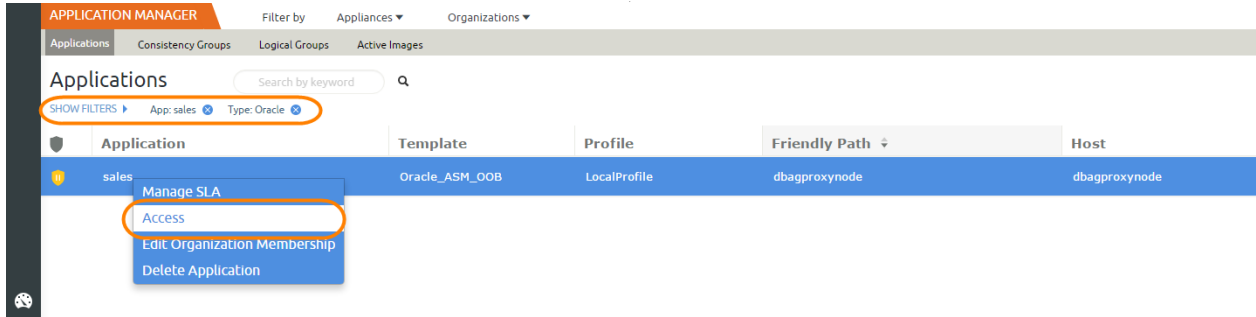 APPLICATION MANAGER Filter by Appliances ▾ Organizations ▾
Applications Consistency Groups Logical Groups Active Images
Applications Search by keyword
SHOW FILTERS App: sales Type: Oracle
Application Template Profile Friendly Path Host
sales Oracle_ASM_OOB LocalProfile dbagproxynode dbagproxynode
Manage SLA
Access
Edit Organization Membership
Delete Application